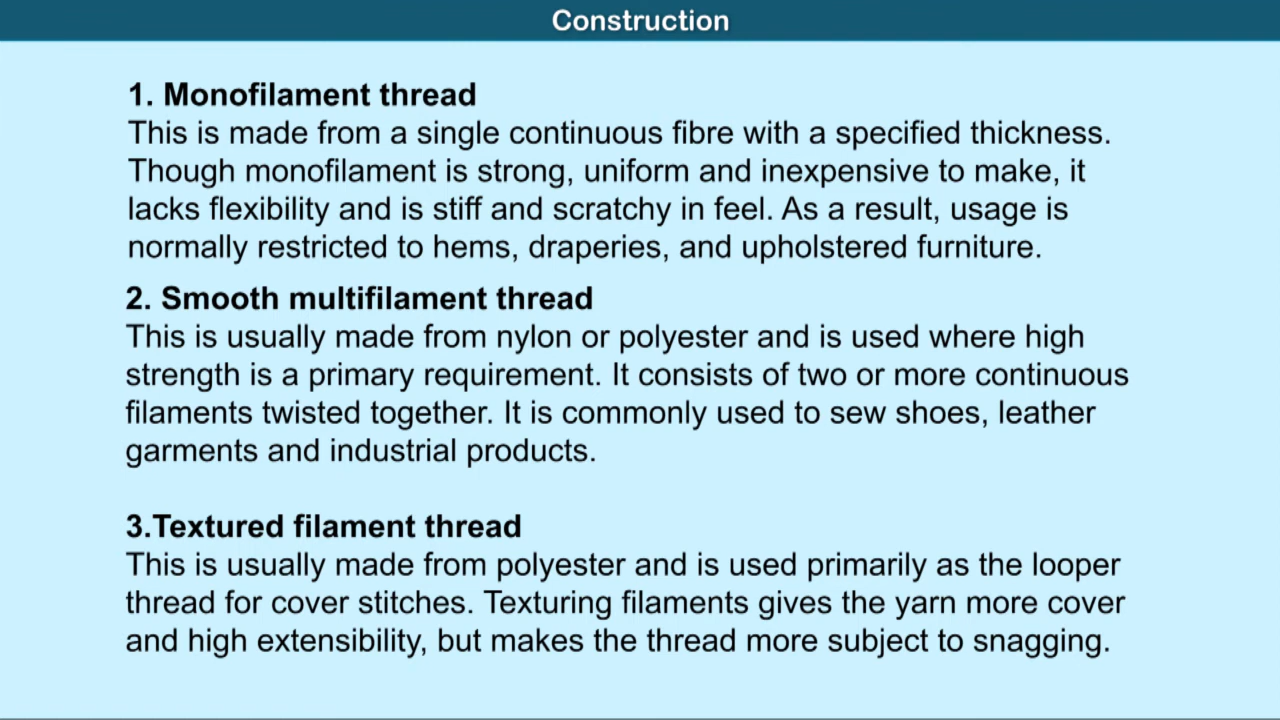 Construction
1. Monofilament thread
This is made from a single continuous fibre with a specified thickness.
Though monofilament is strong, uniform and inexpensive to make, it
lacks flexibility and is stiff and scratchy in feel. As a result, usage is
normally restricted to hems, draperies, and upholstered furniture.
2. Smooth multifilament thread
This is usually made from nylon or polyester and is used where high
strength is a primary requirement. It consists of two or more continuous
filaments twisted together. It is commonly used to sew shoes, leather
garments and industrial products.
3.Textured filament thread
This is usually made from polyester and is used primarily as the looper
thread for cover stitches. Texturing filaments gives the yarn more cover
and high extensibility, but makes the thread more subject to snagging.